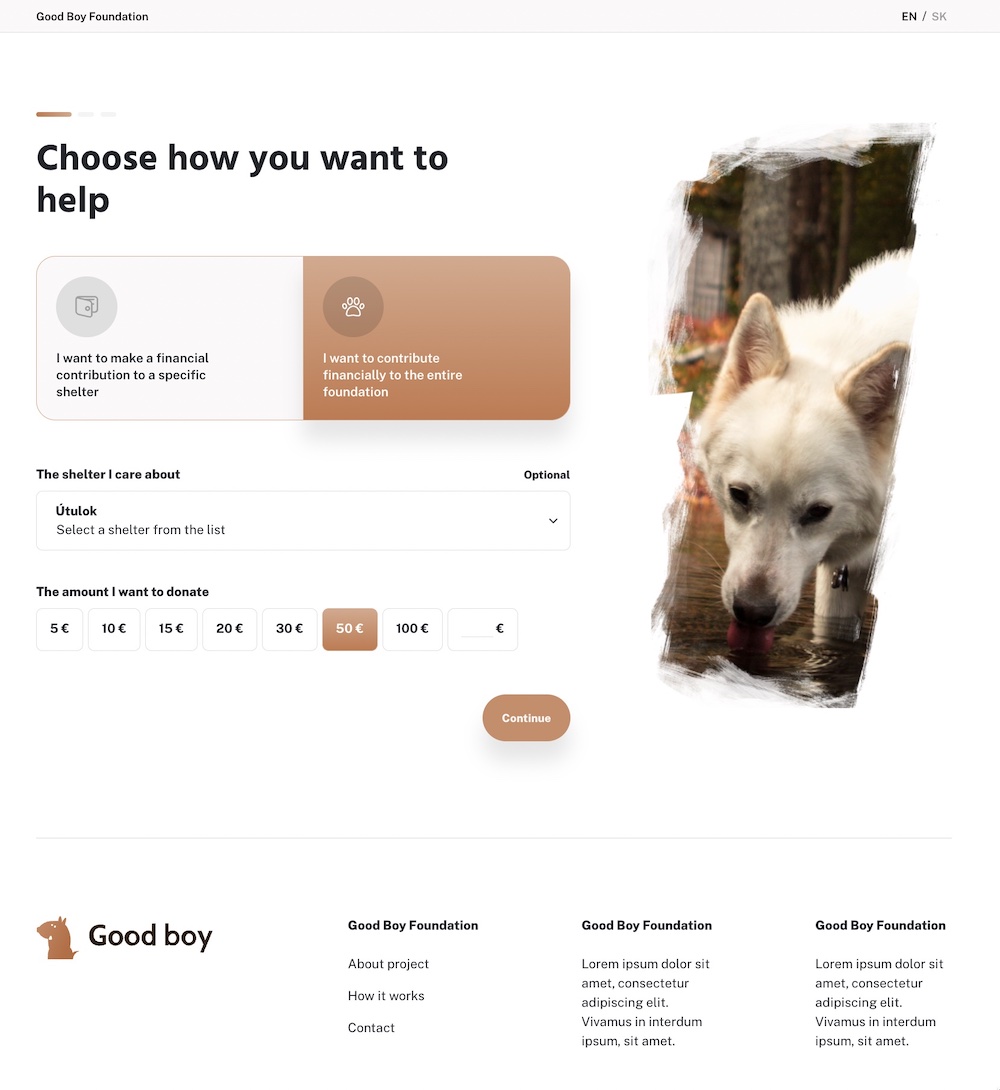 Good Boy Foundation
EN / SK
Choose how you want to
help
I want to make a financial
contribution to a specific
shelter
I want to contribute
financially to the entire
foundation
The shelter I care about
Optional
Útulok
Select a shelter from the list
The amount I want to donate
5 €
10 €
15 €
20 €
30 €
50 €
100 €
€
Continue
Good boy
Good Boy Foundation
About project
How it works
Contact
Good Boy Foundation
Lorem ipsum dolor sit
amet, consectetur
adipiscing elit.
Vivamus in interdum
ipsum, sit amet.
Good Boy Foundation
Lorem ipsum dolor sit
amet, consectetur
adipiscing elit.
Vivamus in interdum
ipsum, sit amet.